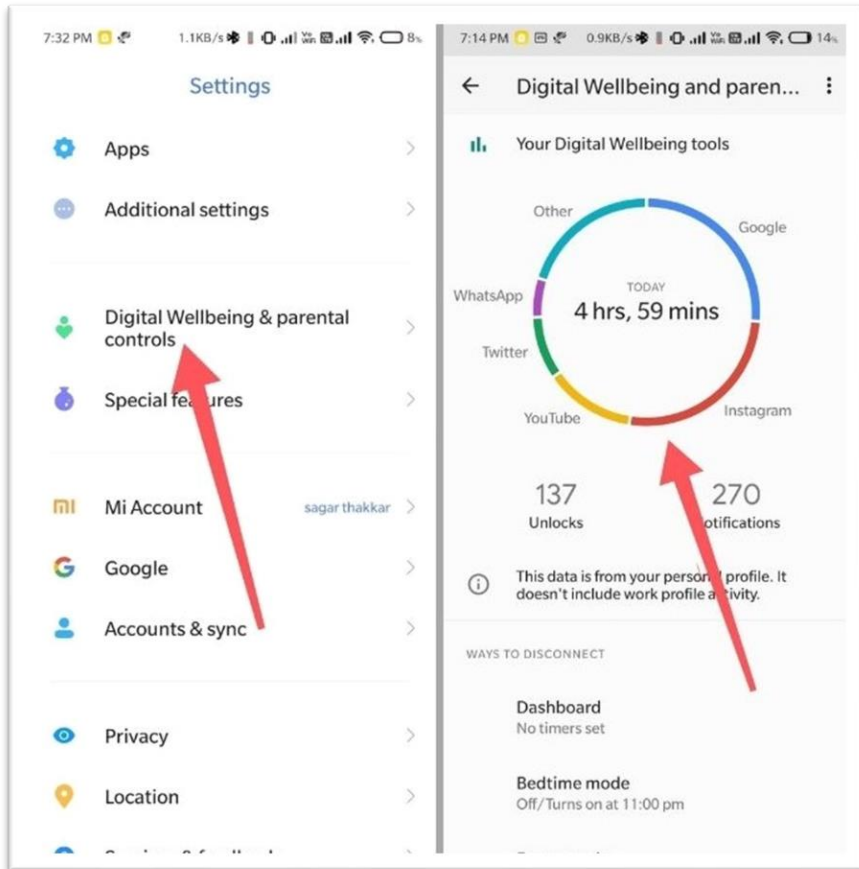 7:32 PM 1.1KB/s 8%
Settings
Apps
Additional settings
Digital Wellbeing & parental
controls
Special features
Mi Account sagar thakkar
Google
Accounts & sync
Privacy
Location
7:14 PM 0.9KB/s 14%
Digital Wellbeing and paren...
Your Digital Wellbeing tools
Other
Google
WhatsApp
TODAY
4 hrs, 59 mins
Twitter
YouTube
Instagram
137 270
Unlocks Notifications
This data is from your personal profile. It
doesn't include work profile activity.
WAYS TO DISCONNECT
Dashboard
No timers set
Bedtime mode
Off/Turns on at 11:00 pm